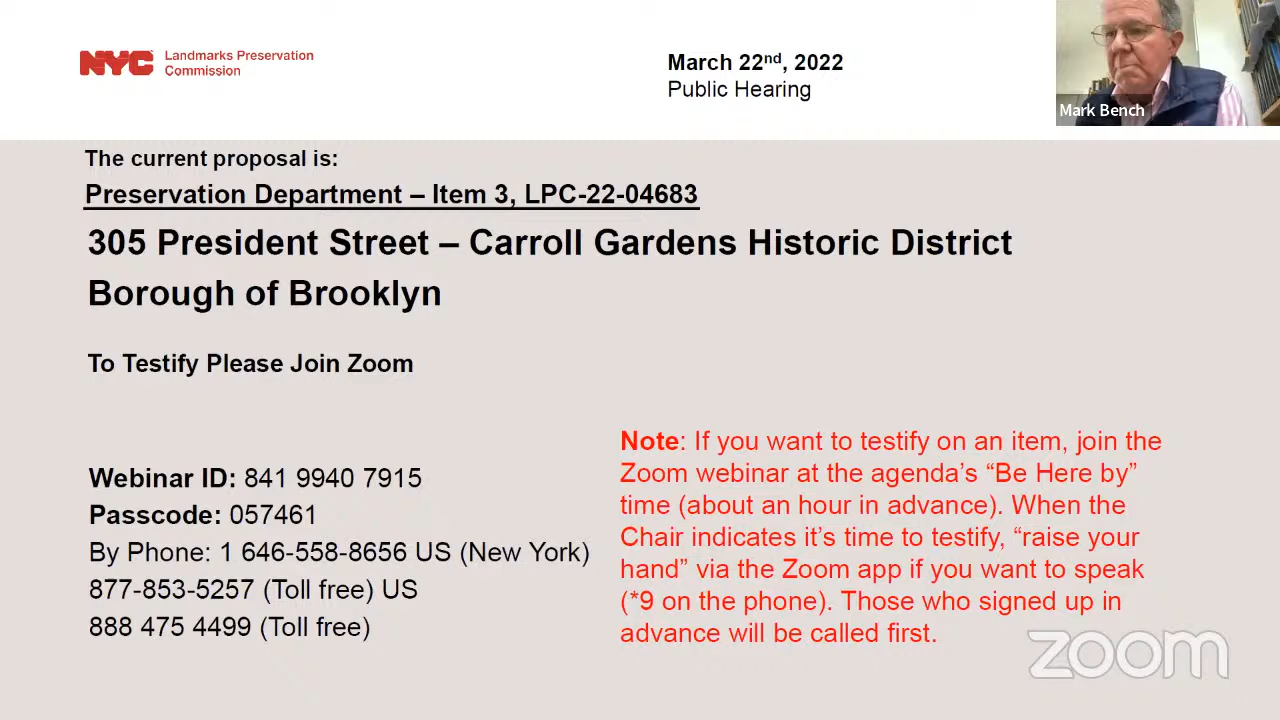 NYC Landmarks Preservation
Commission
March 22nd, 2022
Public Hearing
Mark Bench
The current proposal is:
Preservation Department – Item 3, LPC-22-04683
305 President Street – Carroll Gardens Historic District
Borough of Brooklyn
To Testify Please Join Zoom
Webinar ID: 841 9940 7915
Passcode: 057461
By Phone: 1 646-558-8656 US (New York)
877-853-5257 (Toll free) US
888 475 4499 (Toll free)
Note: If you want to testify on an item, join the
Zoom webinar at the agenda’s “Be Here by”
time (about an hour in advance). When the
Chair indicates it’s time to testify, “raise your
hand” via the Zoom app if you want to speak
(*9 on the phone). Those who signed up in
advance will be called first.
zoom